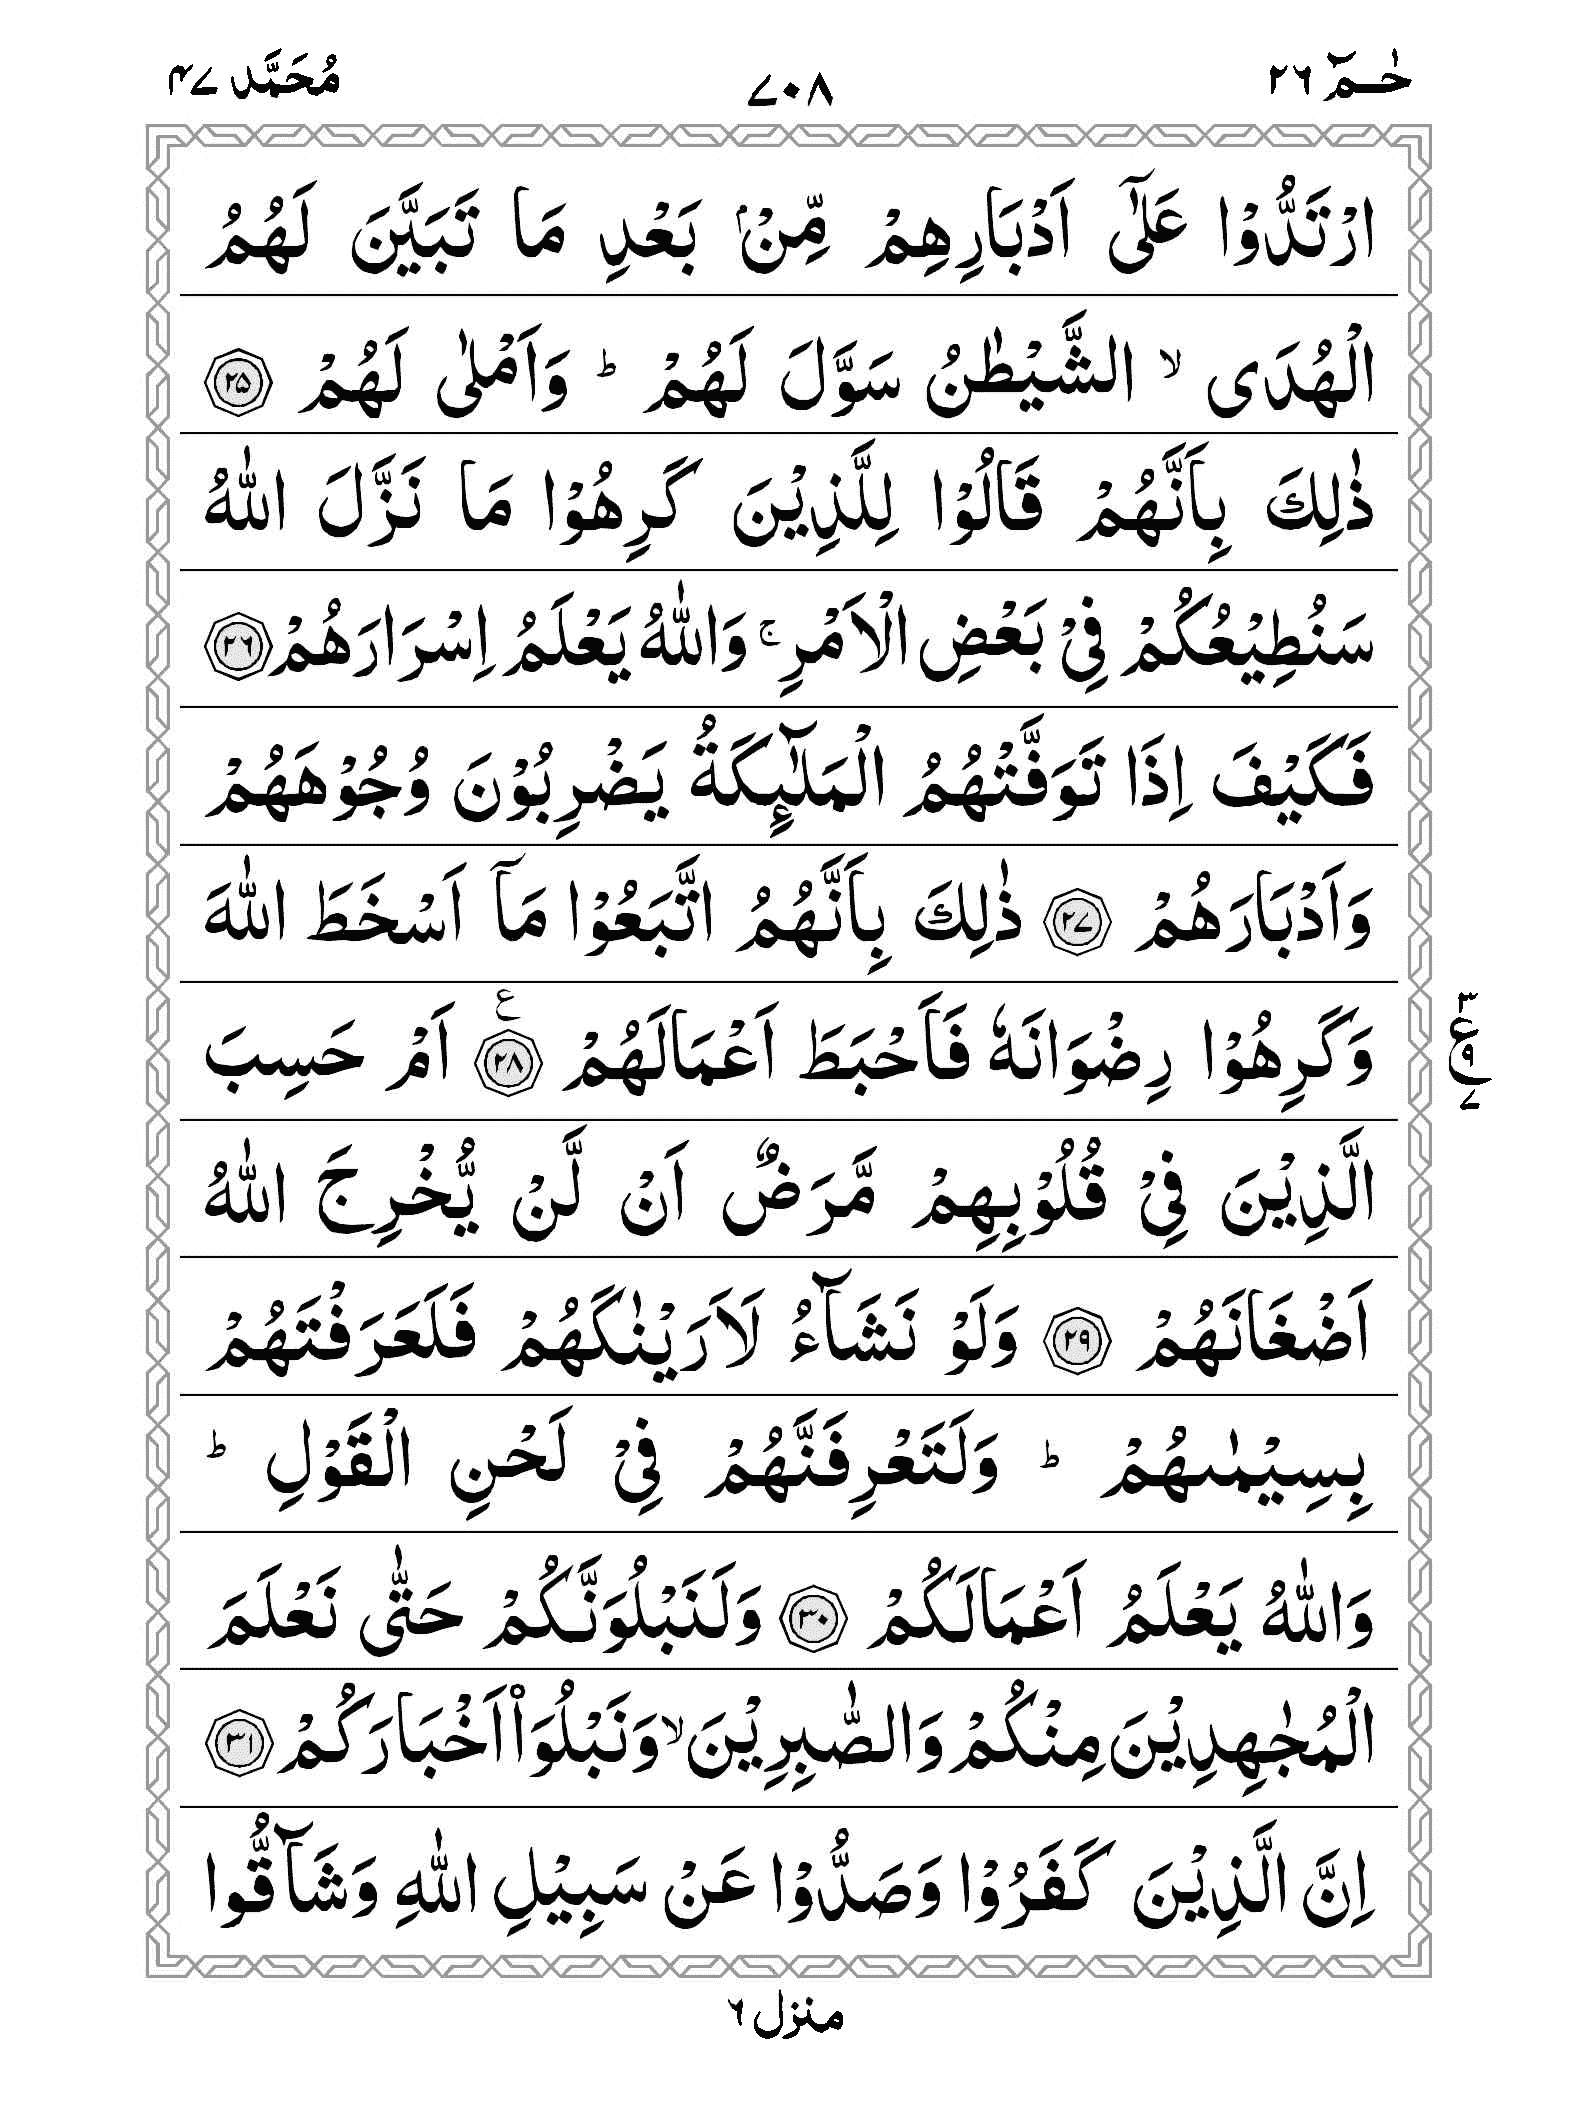 حٰمٓ ٢٦
٧٠٨
مُحَمَّد ٤٧
ارْتَدُّوْا عَلٰٓى اَدْبَارِهِمْ مِّنْۢ بَعْدِ مَا تَبَيَّنَ لَهُمُ
الْهُدَى ۙ الشَّيْطٰنُ سَوَّلَ لَهُمْ ؕ وَاَمْلٰى لَهُمْ ﴿٢٥﴾
ذٰلِكَ بِاَنَّهُمْ قَالُوْا لِلَّذِيْنَ كَرِهُوْا مَا نَزَّلَ اللّٰهُ
سَنُطِيْعُكُمْ فِيْ بَعْضِ الْاَمْرِ ۚ وَاللّٰهُ يَعْلَمُ اِسْرَارَهُمْ ﴿٢٦﴾
فَكَيْفَ اِذَا تَوَفَّتْهُمُ الْمَلٰٓئِكَةُ يَضْرِبُوْنَ وُجُوْهَهُمْ
وَاَدْبَارَهُمْ ﴿٢٧﴾ ذٰلِكَ بِاَنَّهُمُ اتَّبَعُوْا مَاۤ اَسْخَطَ اللّٰهَ
وَكَرِهُوْا رِضْوَانَهٗ فَاَحْبَطَ اَعْمَالَهُمْ ﴿٢٨﴾ ع اَمْ حَسِبَ
٣ ع ٩ ٧
الَّذِيْنَ فِيْ قُلُوْبِهِمْ مَّرَضٌ اَنْ لَّنْ يُّخْرِجَ اللّٰهُ
اَضْغَانَهُمْ ﴿٢٩﴾ وَلَوْ نَشَآءُ لَاَرَيْنٰكَهُمْ فَلَعَرَفْتَهُمْ
بِسِيْمٰىهُمْ ؕ وَلَتَعْرِفَنَّهُمْ فِيْ لَحْنِ الْقَوْلِ ؕ
وَاللّٰهُ يَعْلَمُ اَعْمَالَكُمْ ﴿٣٠﴾ وَلَنَبْلُوَنَّكُمْ حَتّٰى نَعْلَمَ
الْمُجٰهِدِيْنَ مِنْكُمْ وَالصّٰبِرِيْنَ ۙ وَنَبْلُوَا۟ اَخْبَارَكُمْ ﴿٣١﴾
اِنَّ الَّذِيْنَ كَفَرُوْا وَصَدُّوْا عَنْ سَبِيْلِ اللّٰهِ وَشَآقُّوا
منزل ٦